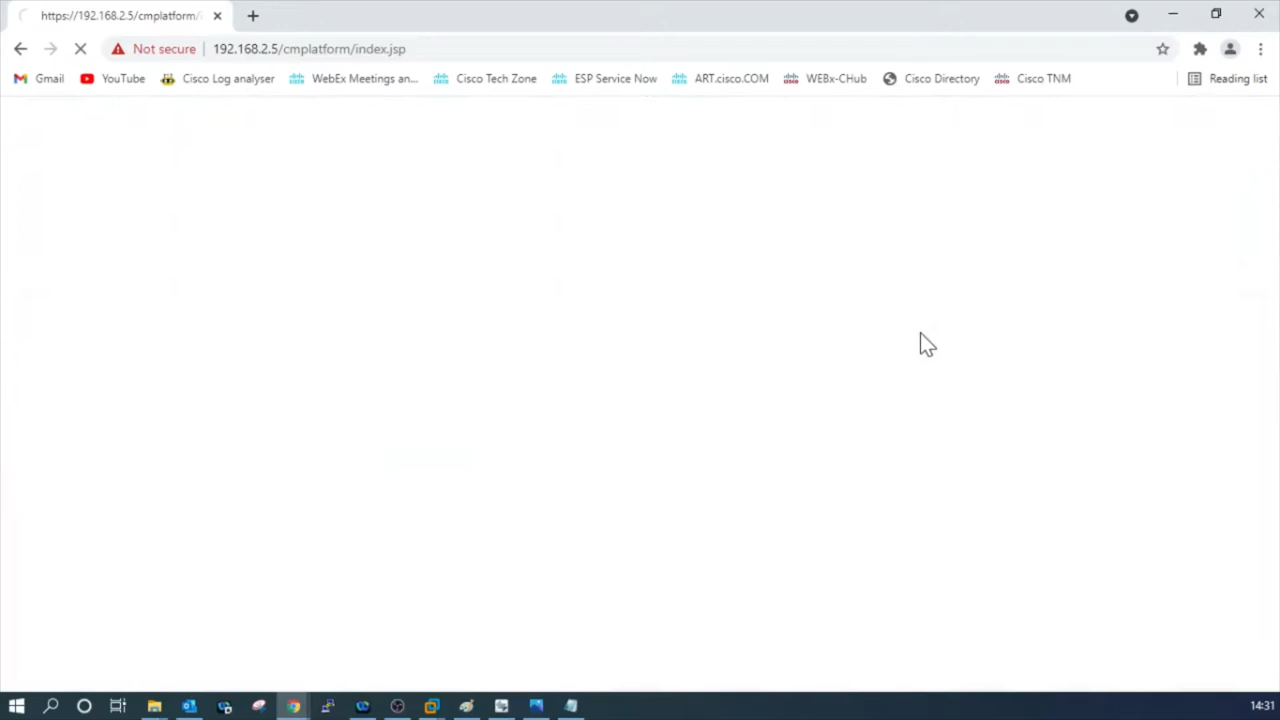 https://192.168.2.5/cmplatform/
Not secure 192.168.2.5/cmplatform/index.jsp
Gmail YouTube Cisco Log analyser WebEx Meetings an... Cisco Tech Zone ESP Service Now ART.cisco.COM WEBx-CHub Cisco Directory Cisco TNM Reading list
14:31